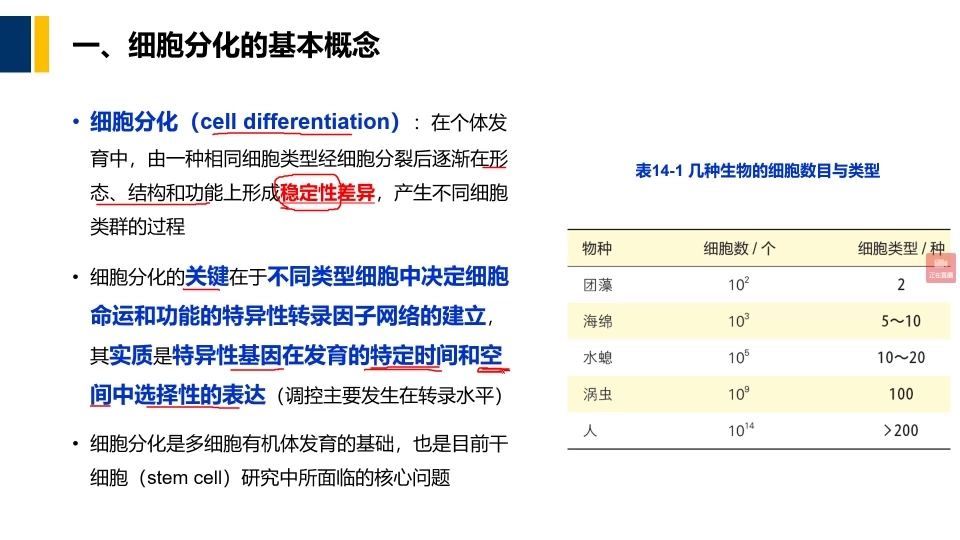 一、细胞分化的基本概念
• 细胞分化（cell differentiation）：在个体发
育中，由一种相同细胞类型经细胞分裂后逐渐在形
态、结构和功能上形成稳定性差异，产生不同细胞
类群的过程
• 细胞分化的关键在于不同类型细胞中决定细胞
命运和功能的特异性转录因子网络的建立，
其实质是特异性基因在发育的特定时间和空
间中选择性的表达（调控主要发生在转录水平）
• 细胞分化是多细胞有机体发育的基础，也是目前干
细胞（stem cell）研究中所面临的核心问题
表14-1 几种生物的细胞数目与类型
物种 细胞数 / 个 细胞类型 / 种
团藻 10² 2
海绵 10³ 5～10
水螅 10⁵ 10～20
涡虫 10⁹ 100
人 10¹⁴ >200
正在直播